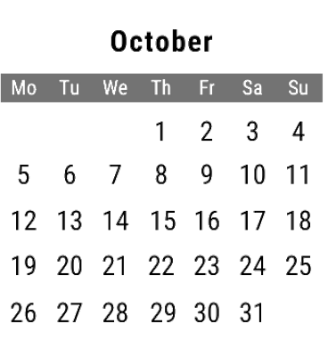 October
Mo Tu We Th Fr Sa Su
1 2 3 4
5 6 7 8 9 10 11
12 13 14 15 16 17 18
19 20 21 22 23 24 25
26 27 28 29 30 31